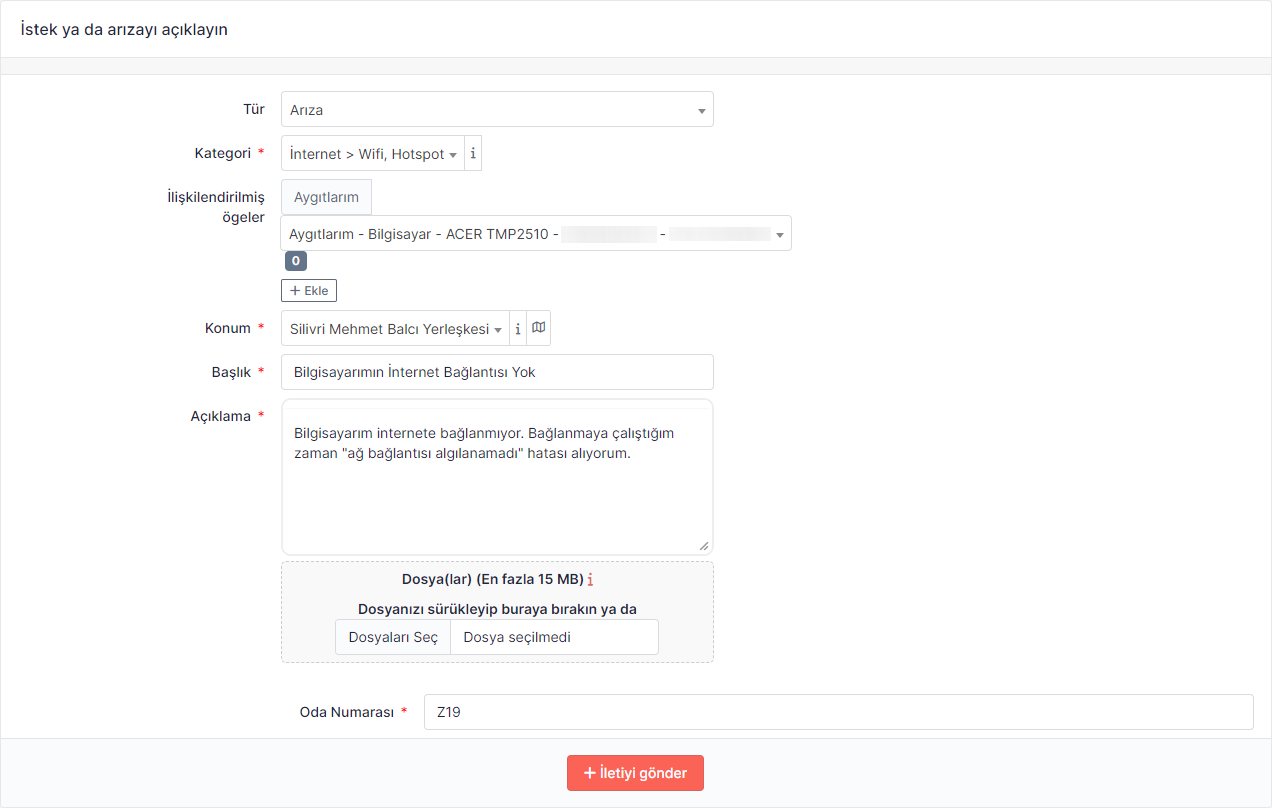 İstek ya da arızayı açıklayın
Tür
Arıza
Kategori *
İnternet > Wifi, Hotspot
i
İlişkilendirilmiş
ögeler
Aygıtlarım
Aygıtlarım - Bilgisayar - ACER TMP2510 - -
0
+ Ekle
Konum *
Silivri Mehmet Balcı Yerleşkesi
i
Başlık *
Bilgisayarımın İnternet Bağlantısı Yok
Açıklama *
Bilgisayarım internete bağlanmıyor. Bağlanmaya çalıştığım
zaman "ağ bağlantısı algılanamadı" hatası alıyorum.
Dosya(lar) (En fazla 15 MB) i
Dosyanızı sürükleyip buraya bırakın ya da
Dosyaları Seç
Dosya seçilmedi
Oda Numarası *
Z19
+ İletiyi gönder